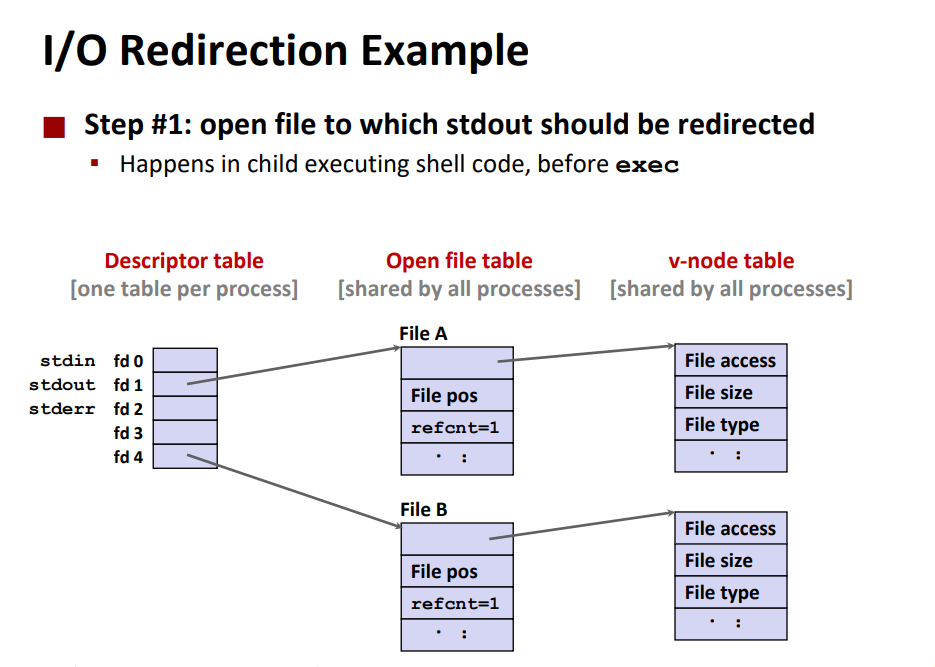 I/O Redirection Example
Step #1: open file to which stdout should be redirected
Happens in child executing shell code, before exec
Descriptor table
[one table per process]
Open file table
[shared by all processes]
v-node table
[shared by all processes]
stdin fd 0
stdout fd 1
stderr fd 2
fd 3
fd 4
File A
File pos
refcnt=1
File access
File size
File type
File B
File pos
refcnt=1
File access
File size
File type